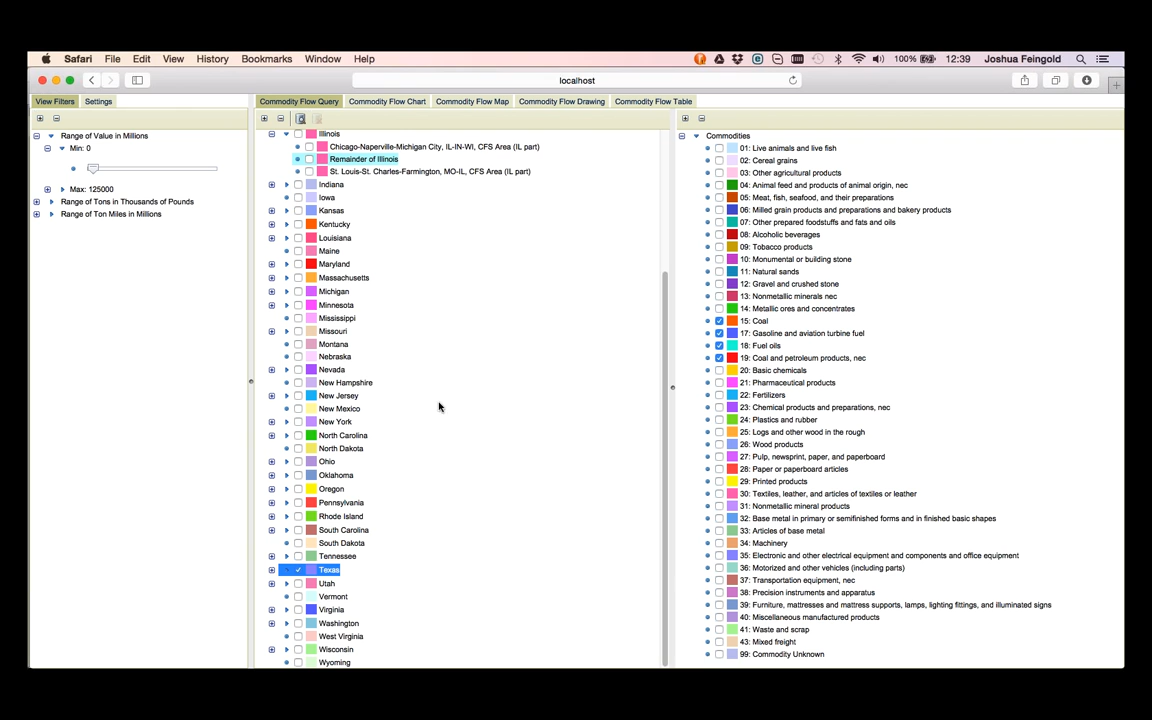 Safari File Edit View History Bookmarks Window Help 100% 12:39 Joshua Feingold
localhost
View Filters Settings
Commodity Flow Query Commodity Flow Chart Commodity Flow Map Commodity Flow Drawing Commodity Flow Table
Range of Value in Millions
Min: 0
Max: 125000
Range of Tons in Thousands of Pounds
Range of Ton Miles in Millions
Illinois
Chicago-Naperville-Michigan City, IL-IN-WI, CFS Area (IL part)
Remainder of Illinois
St. Louis-St. Charles-Farmington, MO-IL, CFS Area (IL part)
Indiana
Iowa
Kansas
Kentucky
Louisiana
Maine
Maryland
Massachusetts
Michigan
Minnesota
Mississippi
Missouri
Montana
Nebraska
Nevada
New Hampshire
New Jersey
New Mexico
New York
North Carolina
North Dakota
Ohio
Oklahoma
Oregon
Pennsylvania
Rhode Island
South Carolina
South Dakota
Tennessee
Texas
Utah
Vermont
Virginia
Washington
West Virginia
Wisconsin
Wyoming
Commodities
01: Live animals and live fish
02: Cereal grains
03: Other agricultural products
04: Animal feed and products of animal origin, nec
05: Meat, fish, seafood, and their preparations
06: Milled grain products and preparations and bakery products
07: Other prepared foodstuffs and fats and oils
08: Alcoholic beverages
09: Tobacco products
10: Monumental or building stone
11: Natural sands
12: Gravel and crushed stone
13: Nonmetallic minerals nec
14: Metallic ores and concentrates
15: Coal
17: Gasoline and aviation turbine fuel
18: Fuel oils
19: Coal and petroleum products, nec
20: Basic chemicals
21: Pharmaceutical products
22: Fertilizers
23: Chemical products and preparations, nec
24: Plastics and rubber
25: Logs and other wood in the rough
26: Wood products
27: Pulp, newsprint, paper, and paperboard
28: Paper or paperboard articles
29: Printed products
30: Textiles, leather, and articles of textiles or leather
31: Nonmetallic mineral products
32: Base metal in primary or semifinished forms and in finished basic shapes
33: Articles of base metal
34: Machinery
35: Electronic and other electrical equipment and components and office equipment
36: Motorized and other vehicles (including parts)
37: Transportation equipment, nec
38: Precision instruments and apparatus
39: Furniture, mattresses and mattress supports, lamps, lighting fittings, and illuminated signs
40: Miscellaneous manufactured products
41: Waste and scrap
43: Mixed freight
99: Commodity Unknown